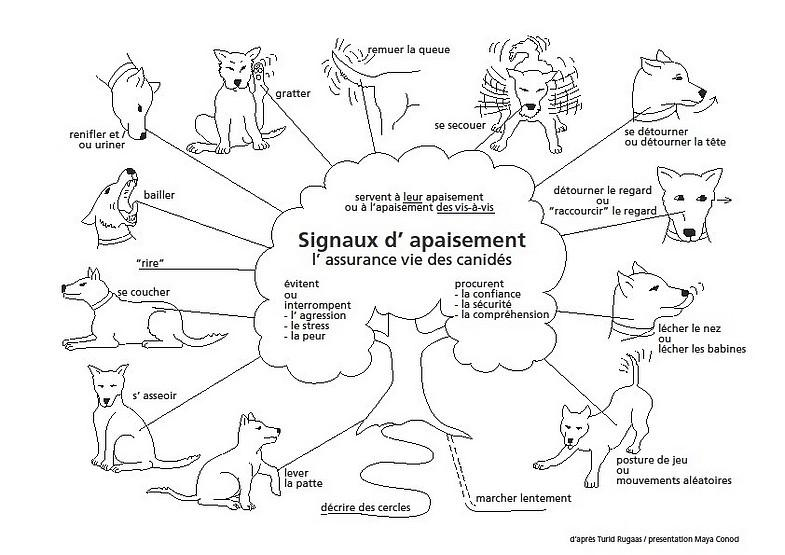 remuer la queue
gratter
se secouer
renifler et /
ou uriner
se détourner
ou détourner la tête
bailler
servent à leur apaisement
ou à l'apaisement des vis-à-vis
détourner le regard
ou
"raccourcir" le regard
Signaux d' apaisement
l' assurance vie des canidés
"rire"
se coucher
évitent
ou
interrompent
- l' agression
- le stress
- la peur
procurent
- la confiance
- la sécurité
- la compréhension
lécher le nez
ou
lécher les babines
s' asseoir
lever
la patte
posture de jeu
ou
mouvements aléatoires
décrire des cercles
marcher lentement
d'après Turid Rugaas / présentation Maya Conod